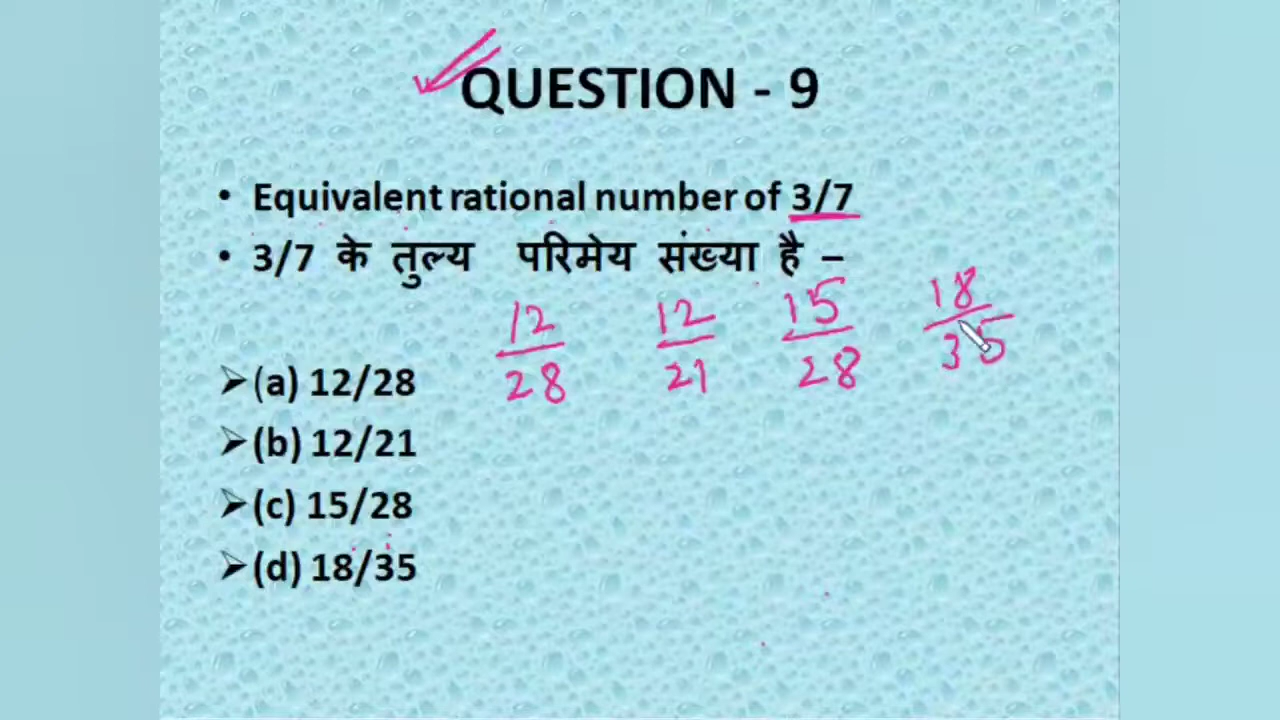 QUESTION - 9
• Equivalent rational number of 3/7
• 3/7 के तुल्य परिमेय संख्या है –
12/28 12/21 15/28 18/35
➢(a) 12/28
➢(b) 12/21
➢(c) 15/28
➢(d) 18/35